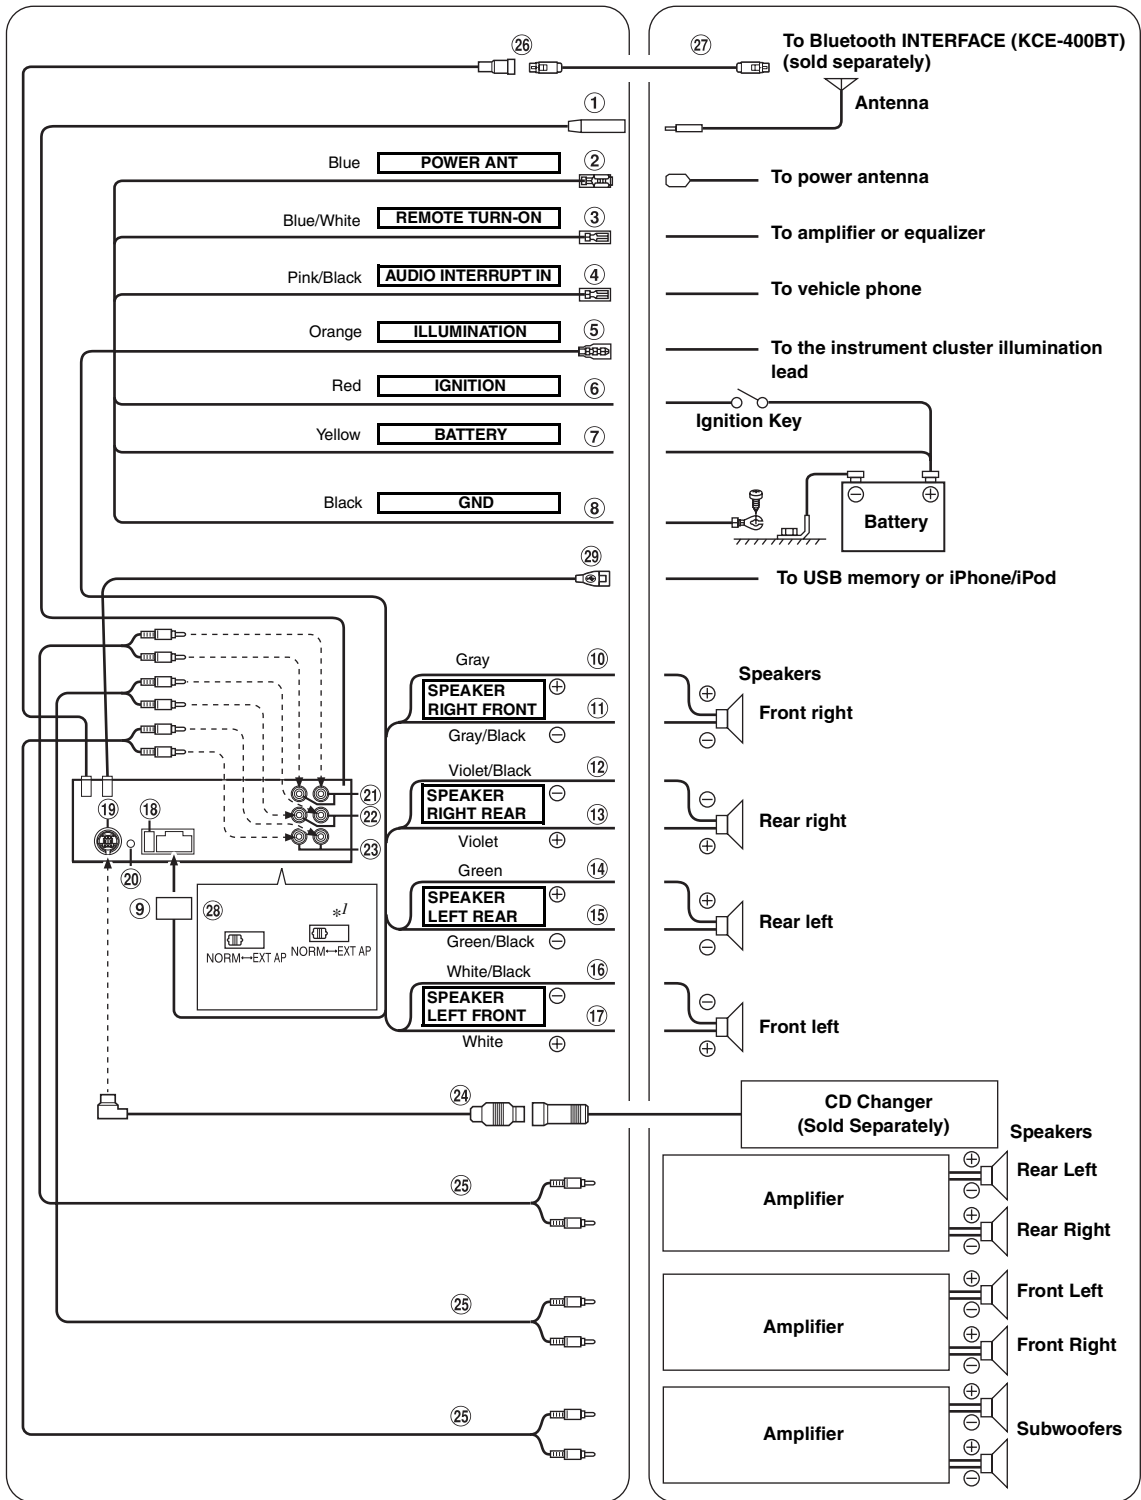 ㉖
㉗
To Bluetooth INTERFACE (KCE-400BT)
(sold separately)
①
Antenna
Blue
POWER ANT
②
To power antenna
Blue/White
REMOTE TURN-ON
③
To amplifier or equalizer
Pink/Black
AUDIO INTERRUPT IN
④
To vehicle phone
Orange
ILLUMINATION
⑤
To the instrument cluster illumination
lead
Red
IGNITION
⑥
Ignition Key
Yellow
BATTERY
⑦
Black
GND
⑧
⊖
⊕
Battery
㉙
To USB memory or iPhone/iPod
Gray
⑩
Speakers
SPEAKER
RIGHT FRONT
⊕
⑪
⊕
Front right
Gray/Black
⊖
⊖
Violet/Black
⑫
SPEAKER
RIGHT REAR
⊖
⑬
⊖
Rear right
Violet
⊕
⊕
⑲
⑱
㉑
㉒
㉓
⑳
Green
⑭
SPEAKER
LEFT REAR
⊕
⑮
⊕
Rear left
Green/Black
⊖
⊖
⑨
㉘
*1
NORM↔EXT AP
NORM↔EXT AP
White/Black
⑯
SPEAKER
LEFT FRONT
⊖
⑰
⊖
Front left
White
⊕
⊕
㉔
CD Changer
(Sold Separately)
Speakers
㉕
Amplifier
⊕
⊖
Rear Left
⊕
⊖
Rear Right
㉕
Amplifier
⊕
⊖
Front Left
⊕
⊖
Front Right
㉕
Amplifier
⊕
⊖
Subwoofers
⊕
⊖